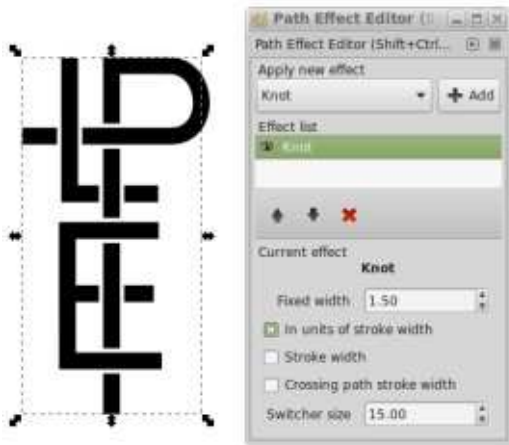 LPE
Path Effect Editor (
Path Effect Editor (Shift+Ctrl...
Apply new effect
Knot
Add
Effect list
Knot
Current effect
Knot
Fixed width 1.50
In units of stroke width
Stroke width
Crossing path stroke width
Switcher size 15.00